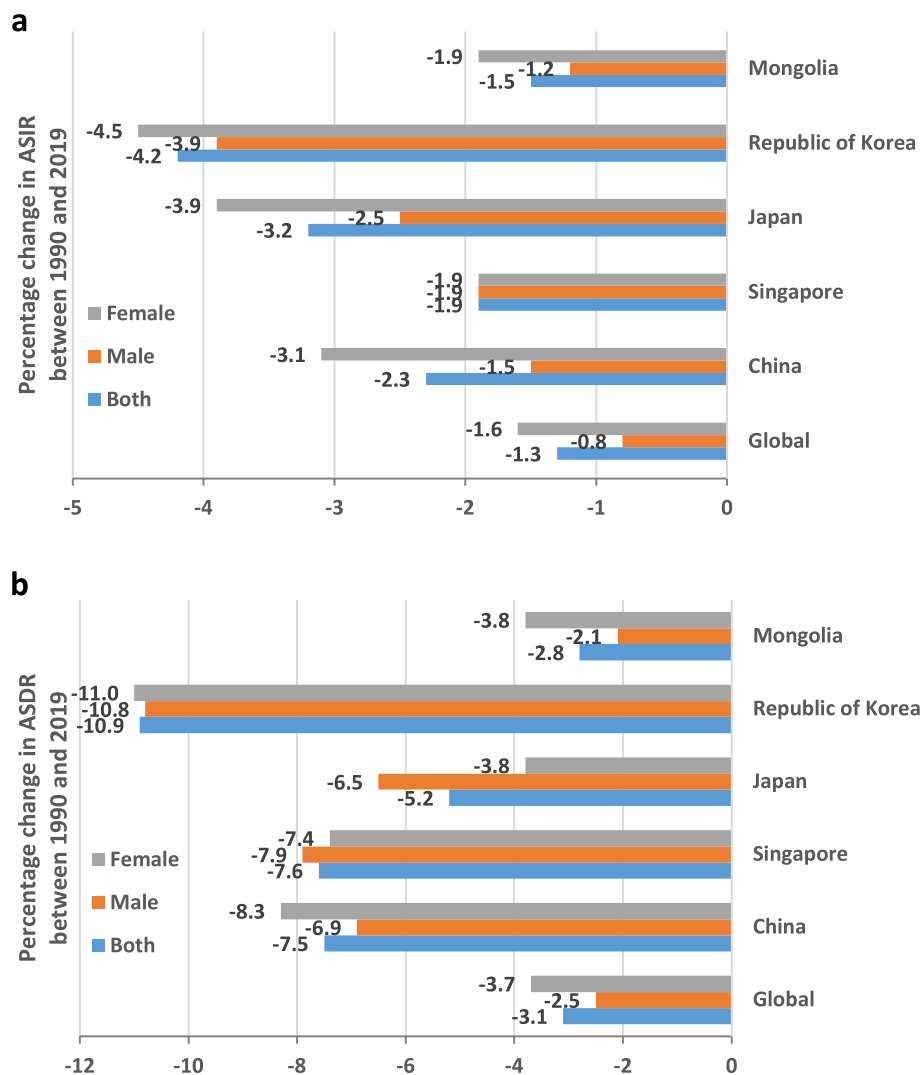 a
Percentage change in ASIR
between 1990 and 2019
-1.9
-1.2
-1.5
Mongolia
-4.5
-3.9
-4.2
Republic of Korea
-3.9
-2.5
-3.2
Japan
-1.9
-1.9
-1.9
Singapore
-3.1
-1.5
-2.3
China
-1.6
-0.8
-1.3
Global
Female
Male
Both
-5 -4 -3 -2 -1 0
b
Percentage change in ASDR
between 1990 and 2019
-3.8
-2.1
-2.8
Mongolia
-11.0
-10.8
-10.9
Republic of Korea
-3.8
-6.5
-5.2
Japan
-7.4
-7.9
-7.6
Singapore
-8.3
-6.9
-7.5
China
-3.7
-2.5
-3.1
Global
Female
Male
Both
-12 -10 -8 -6 -4 -2 0